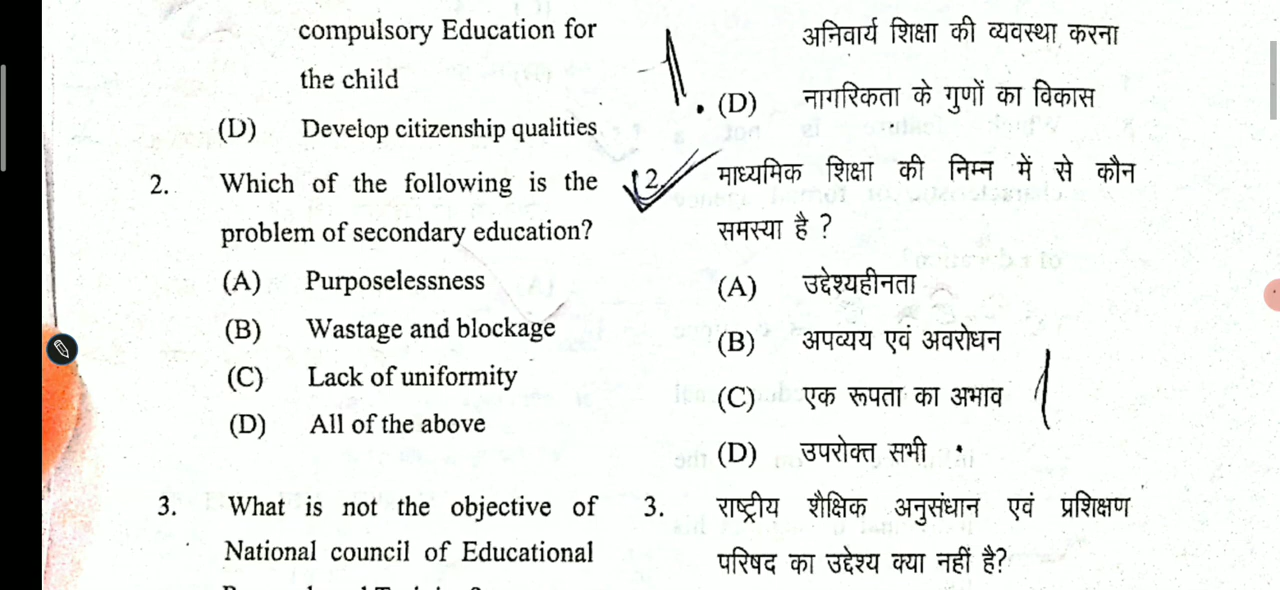 compulsory Education for
the child
(D) Develop citizenship qualities
2. Which of the following is the
problem of secondary education?
(A) Purposelessness
(B) Wastage and blockage
(C) Lack of uniformity
(D) All of the above
3. What is not the objective of
National council of Educational
अनिवार्य शिक्षा की व्यवस्था करना
(D) नागरिकता के गुणों का विकास
2. माध्यमिक शिक्षा की निम्न में से कौन
समस्या है ?
(A) उद्देश्यहीनता
(B) अपव्यय एवं अवरोधन
(C) एक रूपता का अभाव
(D) उपरोक्त सभी
3. राष्ट्रीय शैक्षिक अनुसंधान एवं प्रशिक्षण
परिषद का उद्देश्य क्या नहीं है?